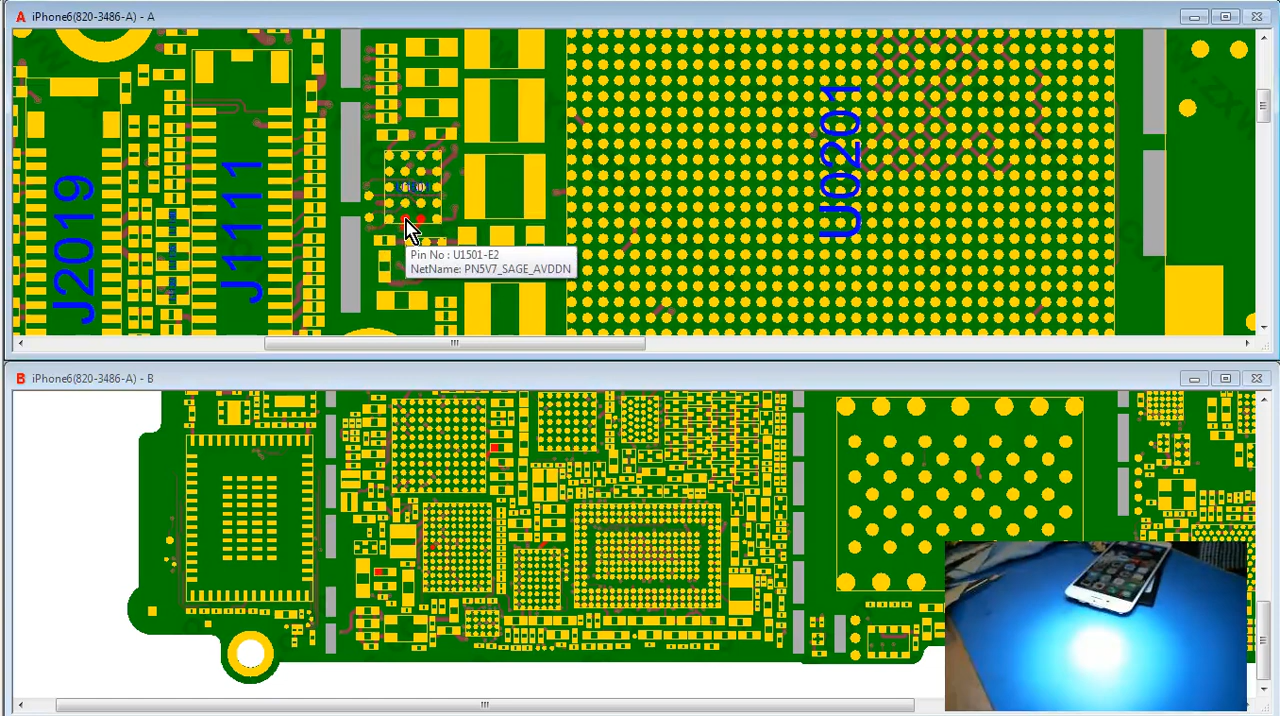 A iPhone6(820-3486-A) - A
J2019
J1111
U0201
Pin No : U1501-E2
NetName: PN5V7_SAGE_AVDDN
B iPhone6(820-3486-A) - B